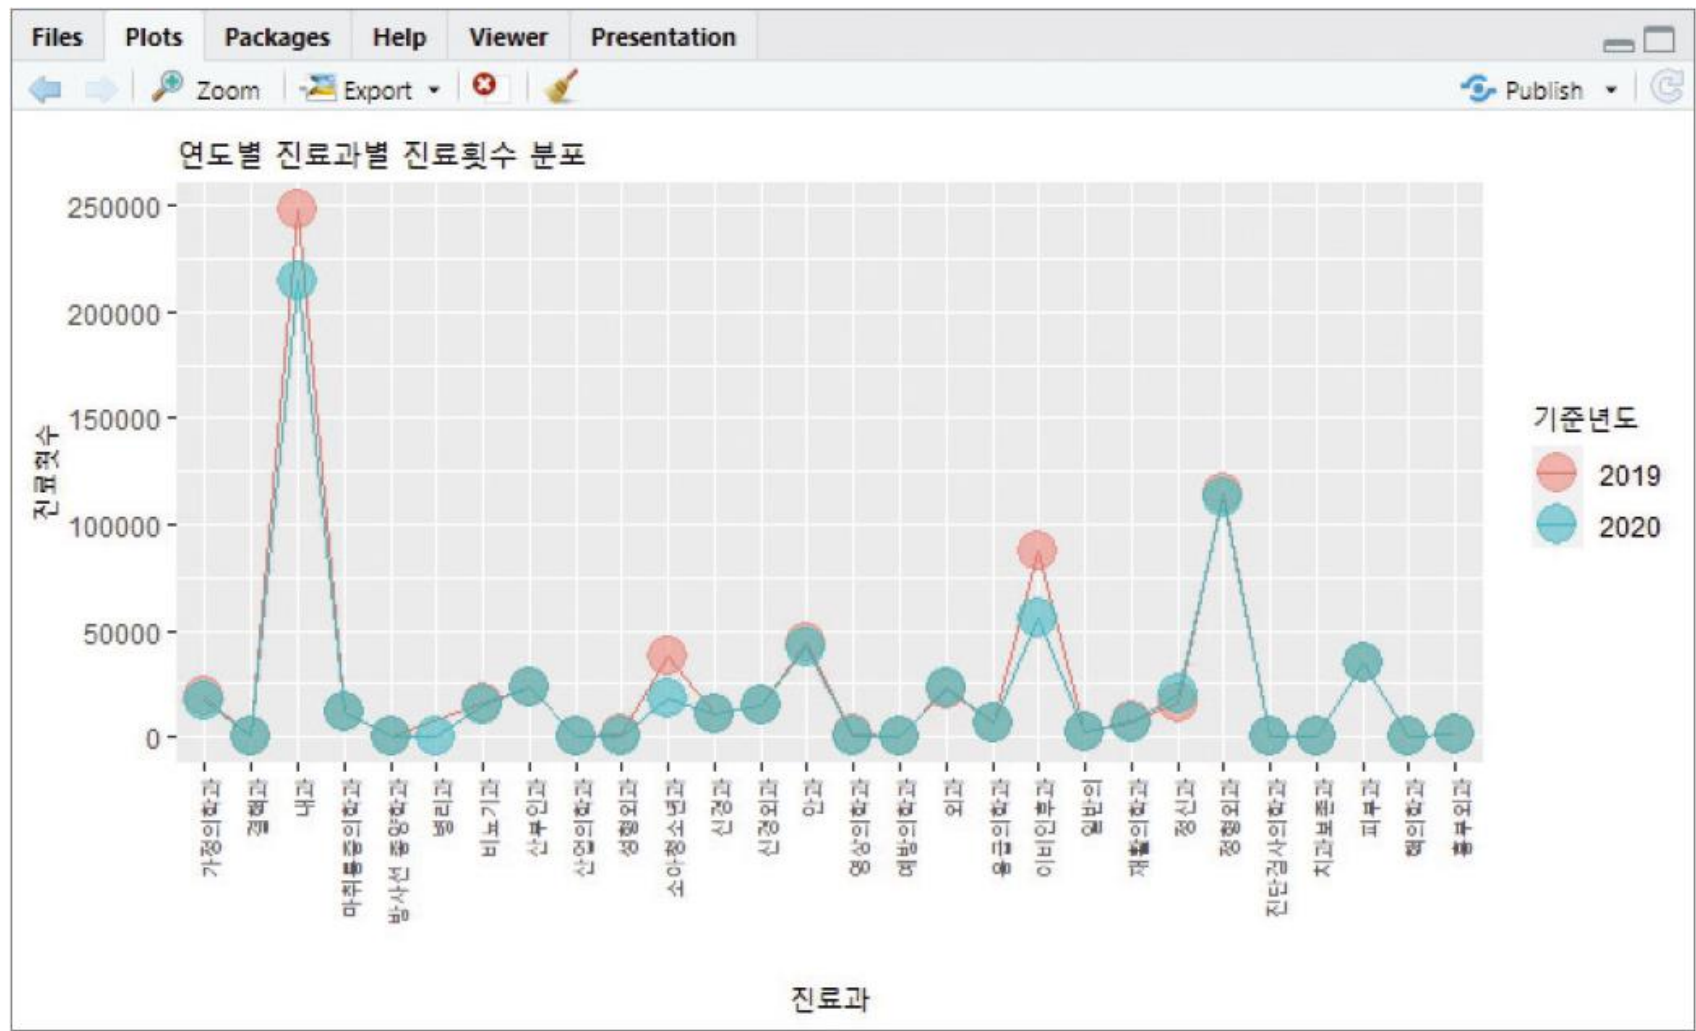 Files Plots Packages Help Viewer Presentation
Zoom Export Publish
연도별 진료과별 진료횟수 분포
250000
200000
150000
100000
50000
0
진료횟수
가정의학과
결핵과
내과
마취통증의학과
방사선 종양학과
병리과
비뇨기과
산부인과
산업의학과
성형외과
소아청소년과
신경과
신경외과
안과
영상의학과
예방의학과
외과
응급의학과
이비인후과
일반의
재활의학과
정신과
정형외과
진단검사의학과
치과보존과
피부과
핵의학과
흉부외과
진료과
기준년도
2019
2020